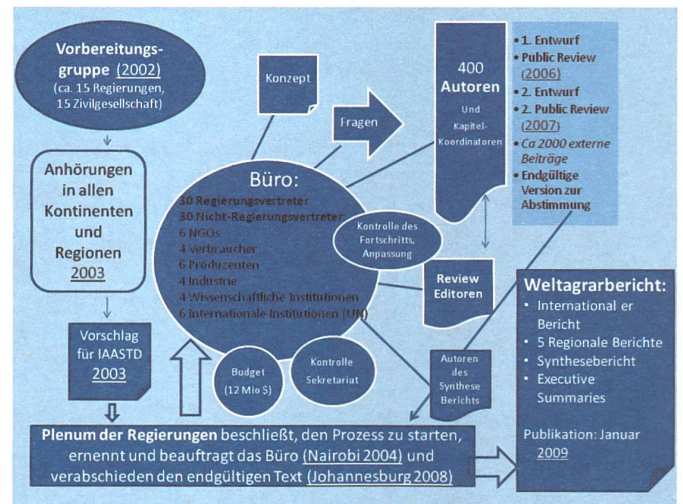 Vorbereitungs-
gruppe (2002)
(ca. 15 Regierungen,
15 Zivilgesellschaft)
Anhörungen
in allen
Kontinenten
und
Regionen
2003
Vorschlag
für IAASTD
2003
Konzept
Fragen
Büro:
30 Regierungsvertreter
30 Nicht-Regierungsvertreter:
6 NGOs
4 Verbraucher
6 Produzenten
4 Industrie
4 Wissenschaftliche Institutionen
6 Internationale Institutionen (UN)
Kontrolle des
Fortschritts,
Anpassung
Budget
(12 Mio $)
Kontrolle
Sekretariat
400
Autoren
Und
Kapitel-
Koordinatoren
• 1. Entwurf
• Public Review
(2006)
• 2. Entwurf
• 2. Public Review
(2007)
• Ca 2000 externe
Beiträge
• Endgültige
Version zur
Abstimmung
Review
Editoren
Autoren
des
Synthese
Berichts
Weltagrarbericht:
• International er
Bericht
• 5 Regionale Berichte
• Synthesebericht
• Executive
Summaries
Publikation: Januar
2009
Plenum der Regierungen beschließt, den Prozess zu starten,
ernennt und beauftragt das Büro (Nairobi 2004) und
verabschieden den endgültigen Text (Johannesburg 2008)